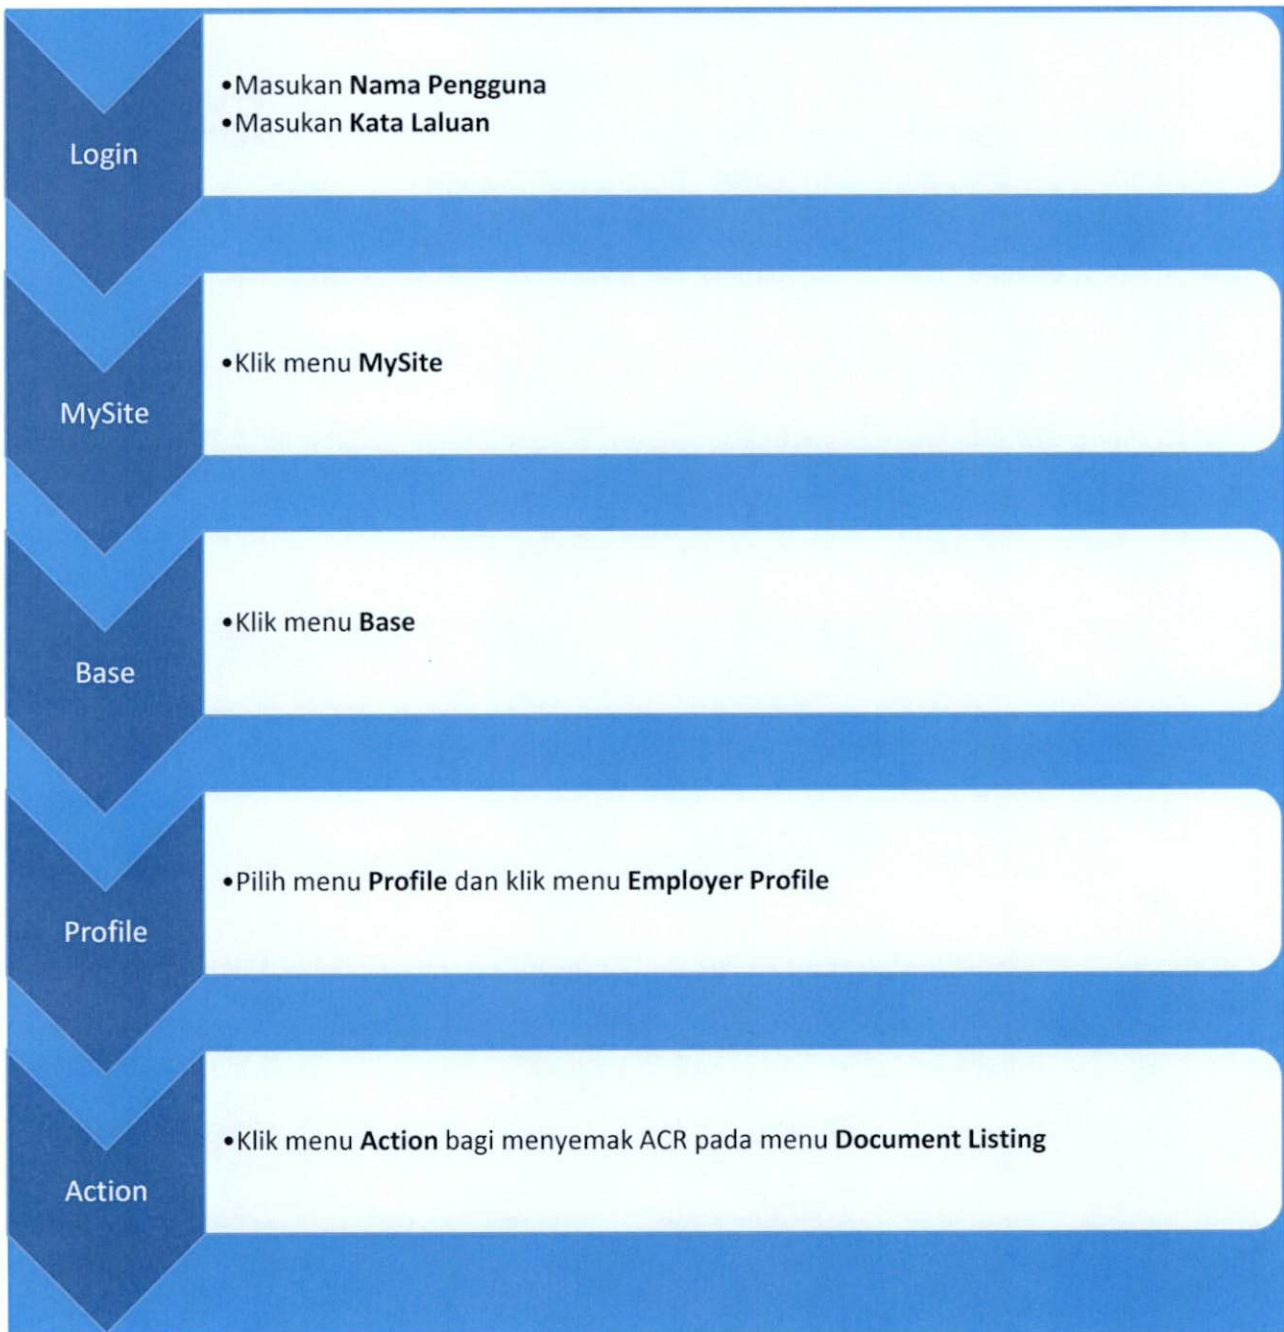 •Masukan Nama Pengguna
•Masukan Kata Laluan
Login
•Klik menu MySite
MySite
•Klik menu Base
Base
•Pilih menu Profile dan klik menu Employer Profile
Profile
•Klik menu Action bagi menyemak ACR pada menu Document Listing
Action